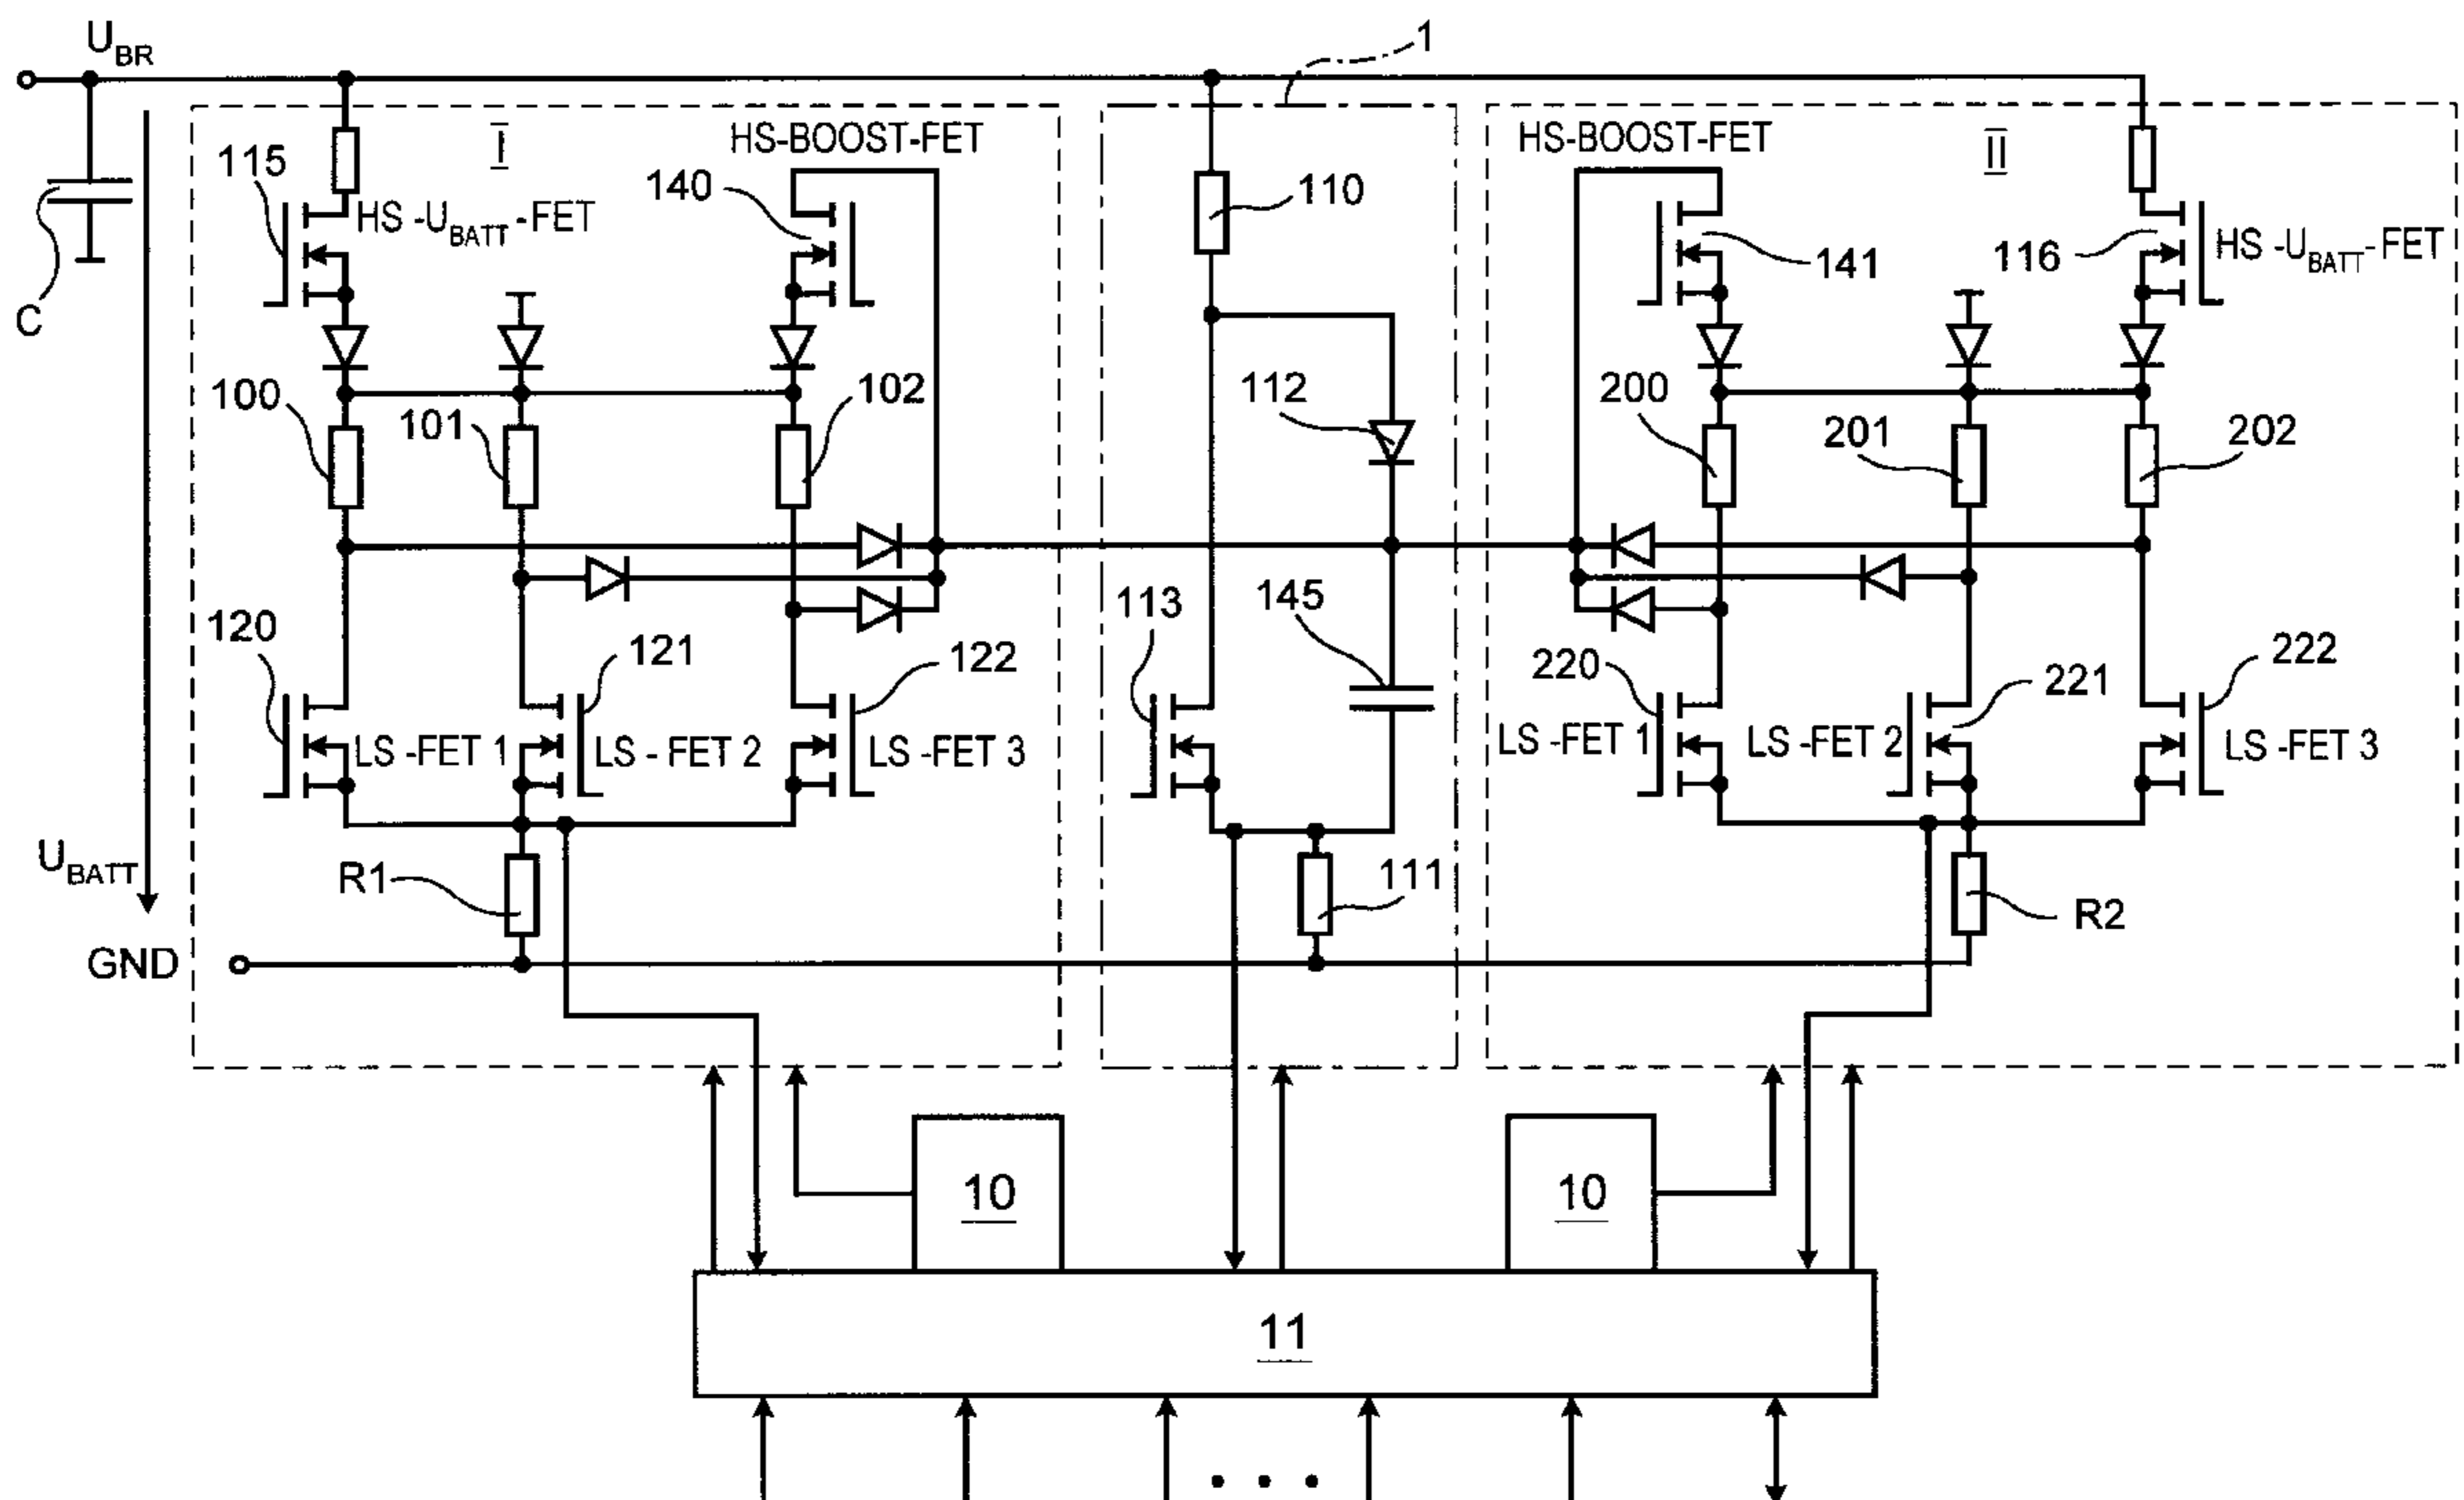 U_BR
1
I
HS-BOOST-FET
HS-BOOST-FET
II
115
HS -U_BATT-FET
140
110
141
116
HS -U_BATT-FET
C
100
101
102
112
200
201
202
120
121
122
113
145
220
221
222
LS -FET 1
LS - FET 2
LS -FET 3
LS -FET 1
LS -FET 2
LS -FET 3
U_BATT
R1
111
R2
GND
10
10
11
• • •